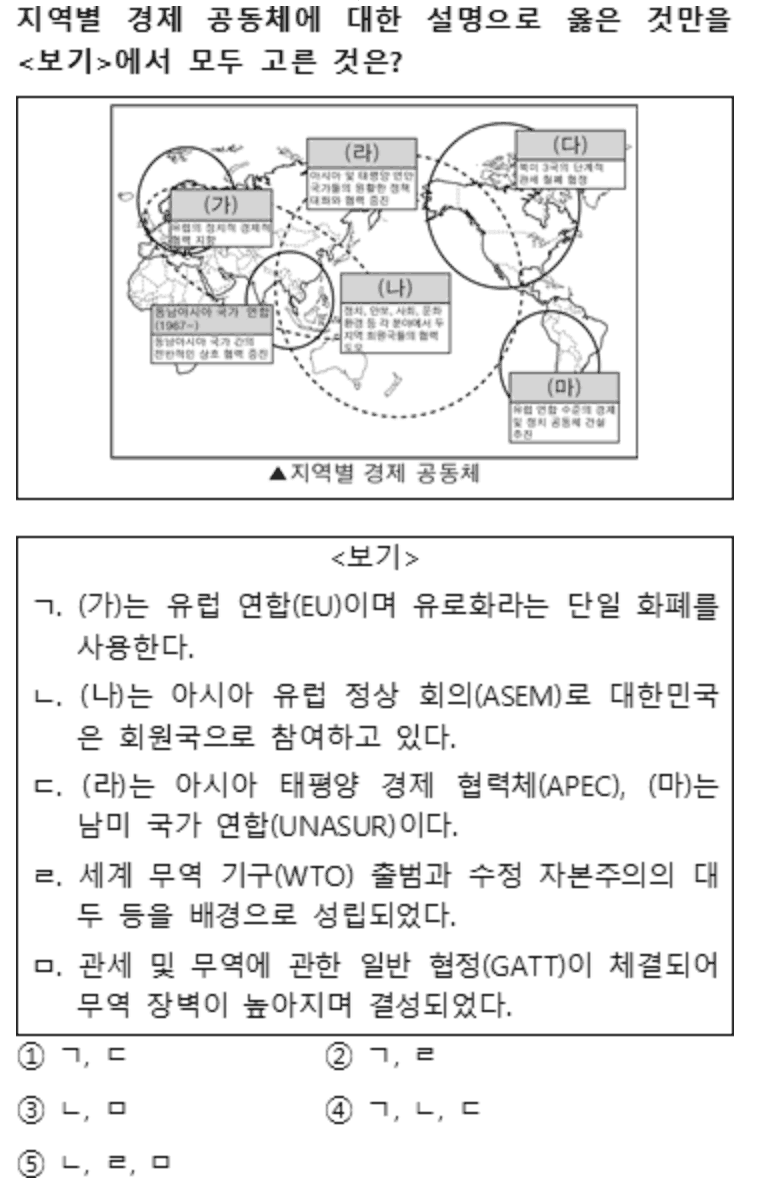 지역별 경제 공동체에 대한 설명으로 옳은 것만을
<보기>에서 모두 고른 것은?
(라)
아시아 및 태평양 연안
국가들의 원활한 정책
대화와 협력 증진
(다)
북미 3국의 단계적
관세 철폐 협정
(가)
유럽의 정치적 경제적
협력 지향
(나)
정치, 안보, 사회, 문화
환경 등 각 분야에서 두
지역 회원국들의 협력
도모
동남아시아 국가 연합
(1967~)
동남아시아 국가 간의
전반적인 상호 협력 증진
(마)
유럽 연합 수준의 경제
및 정치 공동체 건설
추진
▲지역별 경제 공동체
<보기>
ㄱ. (가)는 유럽 연합(EU)이며 유로화라는 단일 화폐를
사용한다.
ㄴ. (나)는 아시아 유럽 정상 회의(ASEM)로 대한민국
은 회원국으로 참여하고 있다.
ㄷ. (라)는 아시아 태평양 경제 협력체(APEC), (마)는
남미 국가 연합(UNASUR)이다.
ㄹ. 세계 무역 기구(WTO) 출범과 수정 자본주의의 대
두 등을 배경으로 성립되었다.
ㅁ. 관세 및 무역에 관한 일반 협정(GATT)이 체결되어
무역 장벽이 높아지며 결성되었다.
① ㄱ, ㄷ ② ㄱ, ㄹ
③ ㄴ, ㅁ ④ ㄱ, ㄴ, ㄷ
⑤ ㄴ, ㄹ, ㅁ